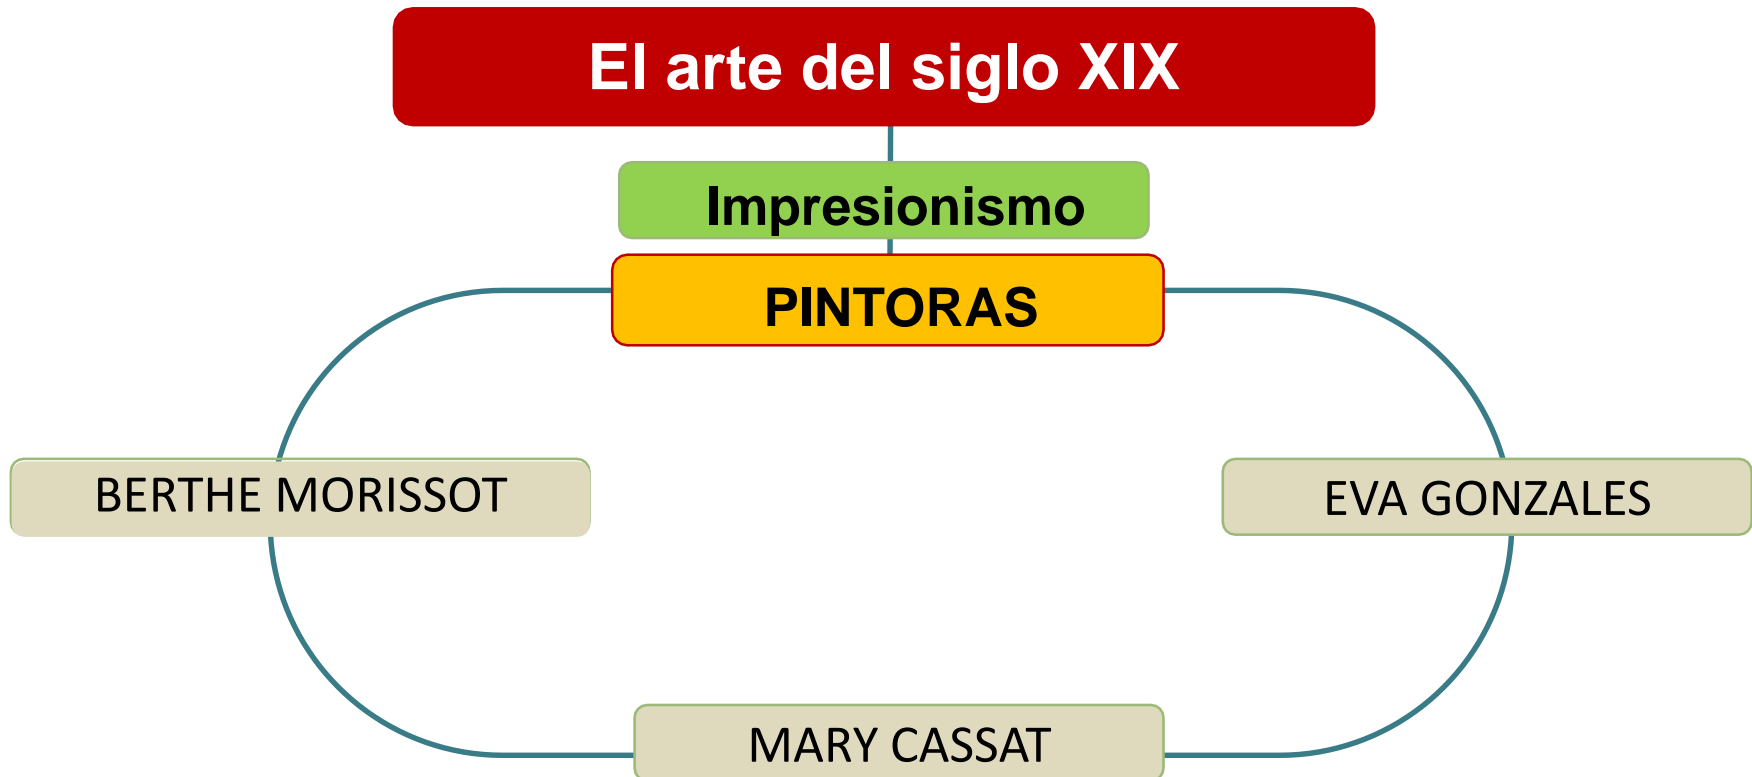 El arte del siglo XIX
Impresionismo
PINTORAS
BERTHE MORISSOT
EVA GONZALES
MARY CASSAT